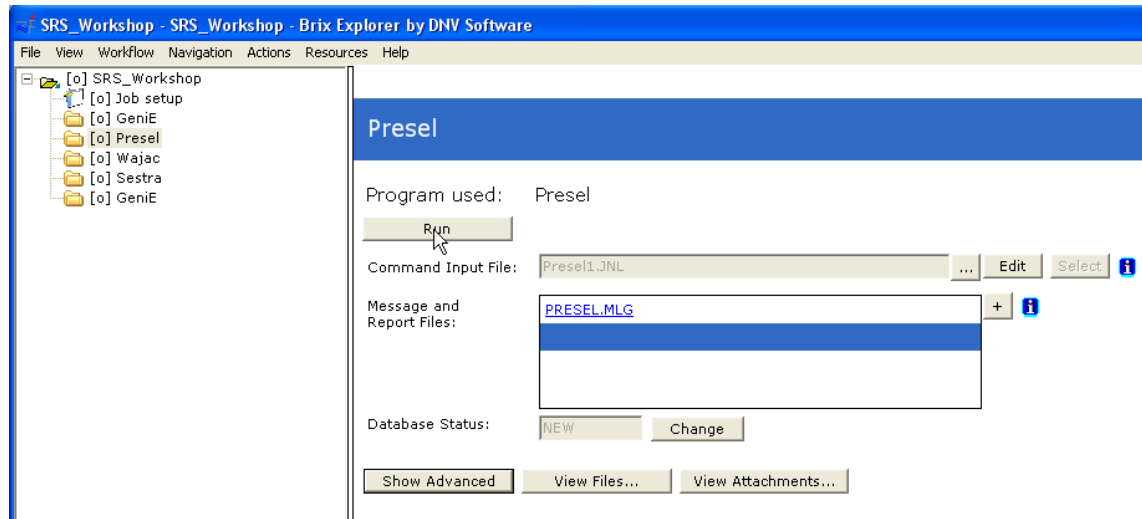 SRS_Workshop - SRS_Workshop - Brix Explorer by DNV Software
File View Workflow Navigation Actions Resources Help
[o] SRS_Workshop
[o] Job setup
[o] GeniE
[o] Presel
[o] Wajac
[o] Sestra
[o] GeniE
Presel
Program used: Presel
Run
Command Input File: Presel1.JNL ... Edit Select i
Message and
Report Files:
PRESEL.MLG + i
Database Status: NEW Change
Show Advanced View Files... View Attachments...